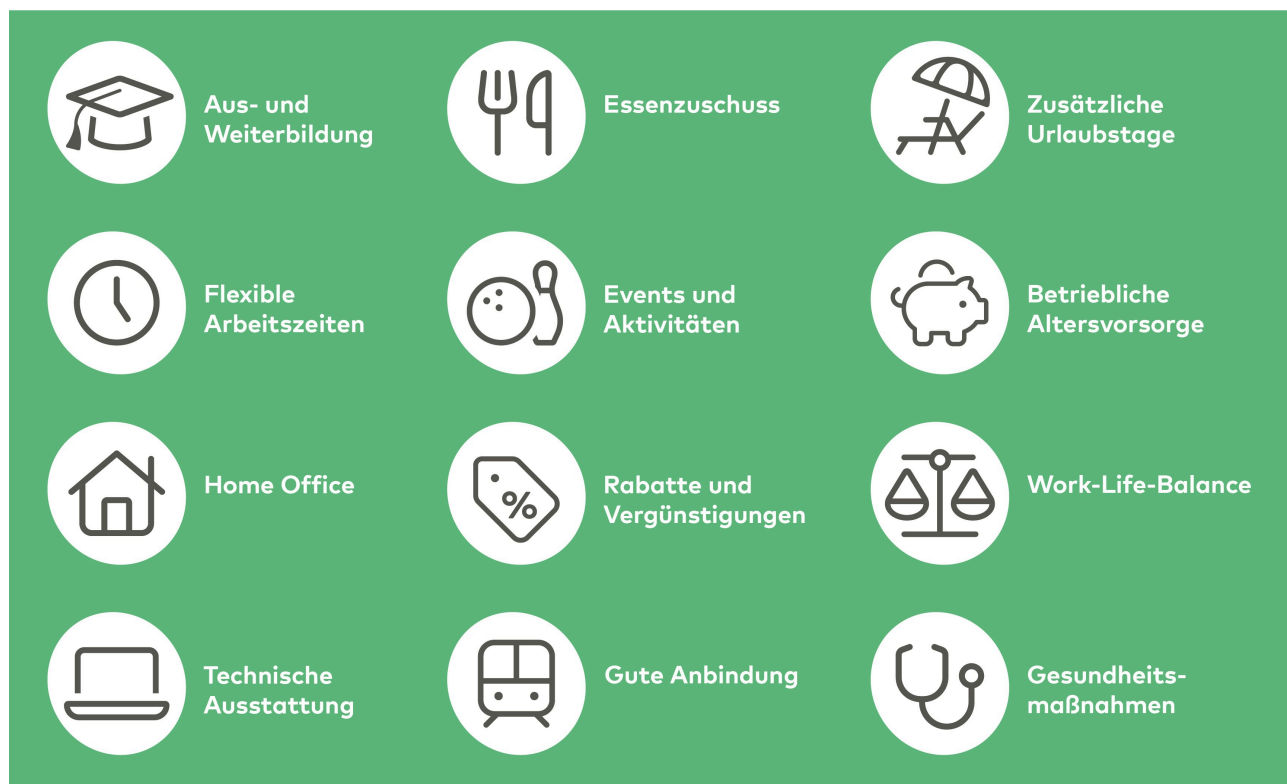 Aus- und
Weiterbildung
Essenzuschuss
Zusätzliche
Urlaubstage
Flexible
Arbeitszeiten
Events und
Aktivitäten
Betriebliche
Altersvorsorge
Home Office
Rabatte und
Vergünstigungen
%
Work-Life-Balance
Technische
Ausstattung
Gute Anbindung
Gesundheits-
maßnahmen